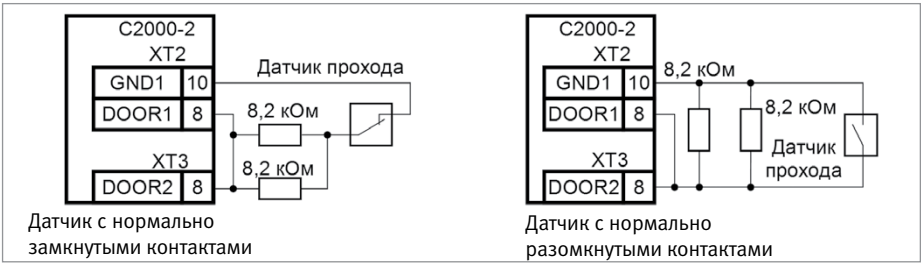 С2000-2
XT2
GND1 10
DOOR1 8
XT3
DOOR2 8
Датчик прохода
8,2 кОм
8,2 кОм
Датчик с нормально
замкнутыми контактами
С2000-2
XT2
GND1 10
DOOR1 8
XT3
DOOR2 8
8,2 кОм
8,2 кОм
Датчик
прохода
Датчик с нормально
разомкнутыми контактами